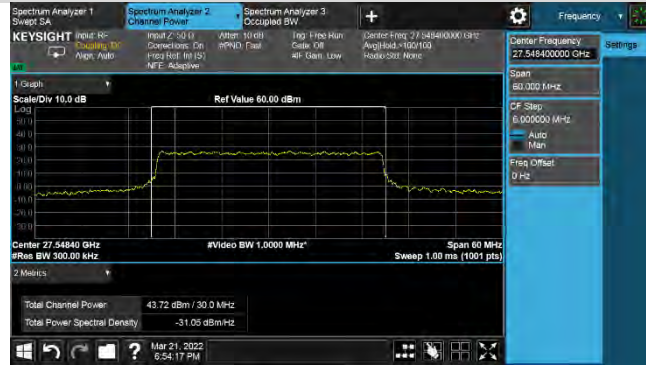 Spectrum Analyzer 1
Swept SA
Spectrum Analyzer 2
Channel Power
Spectrum Analyzer 3
Occupied BW
+
Frequency
KEYSIGHT
Input: RF
Coupling: DC
Align: Auto
Input Z: 50 Ω
Corrections: On
Freq Ref: Int (S)
NFE: Adaptive
Atten: 10 dB
#PNO: Fast
Trig: Free Run
Gate: Off
#IF Gain: Low
Center Freq: 27.548400000 GHz
Avg|Hold:>100/100
Radio Std: None
Center Frequency
27.548400000 GHz
Settings
Span
60.000 MHz
CF Step
6.000000 MHz
Auto
Man
Freq Offset
0 Hz
1 Graph
Scale/Div 10.0 dB
Ref Value 60.00 dBm
Log
50.0
40.0
30.0
20.0
10.0
0.00
-10.0
-20.0
-30.0
Center 27.54840 GHz
#Video BW 1.0000 MHz*
Span 60 MHz
#Res BW 300.00 kHz
Sweep 1.00 ms (1001 pts)
2 Metrics
Total Channel Power
43.72 dBm / 30.0 MHz
Total Power Spectral Density
-31.05 dBm/Hz
?
Mar 21, 2022
6:54:17 PM